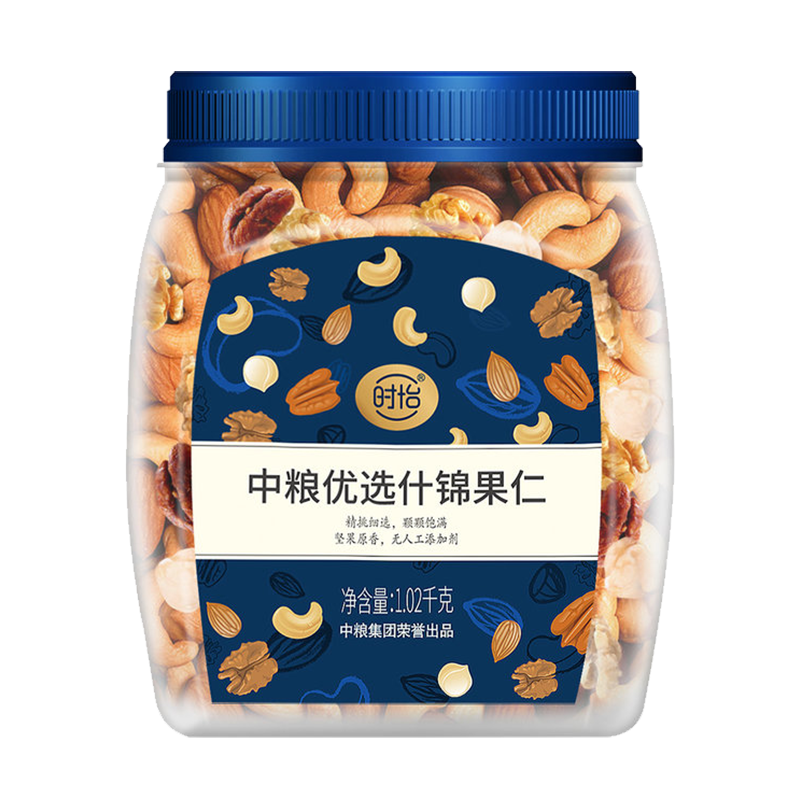 时怡®
中粮优选什锦果仁
精挑细选，颗颗饱满
坚果原香，无人工添加剂
净含量:1.02千克
中粮集团荣誉出品